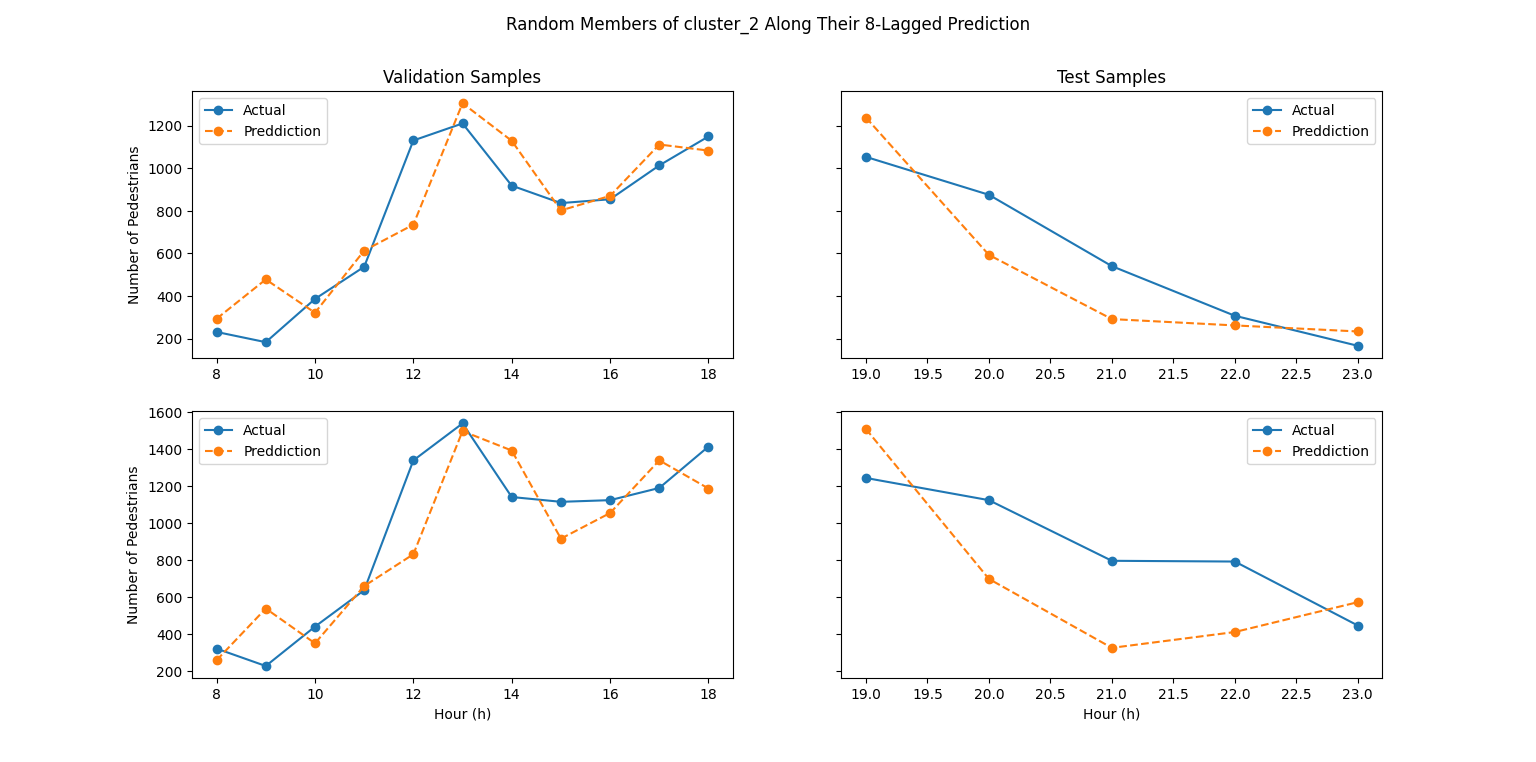 Random Members of cluster_2 Along Their 8-Lagged Prediction
Validation Samples
Actual
Preddiction
Number of Pedestrians
1200
1000
800
600
400
200
8 10 12 14 16 18
Test Samples
Actual
Preddiction
19.0 19.5 20.0 20.5 21.0 21.5 22.0 22.5 23.0
Actual
Preddiction
Number of Pedestrians
1600
1400
1200
1000
800
600
400
200
8 10 12 14 16 18
Hour (h)
Actual
Preddiction
19.0 19.5 20.0 20.5 21.0 21.5 22.0 22.5 23.0
Hour (h)